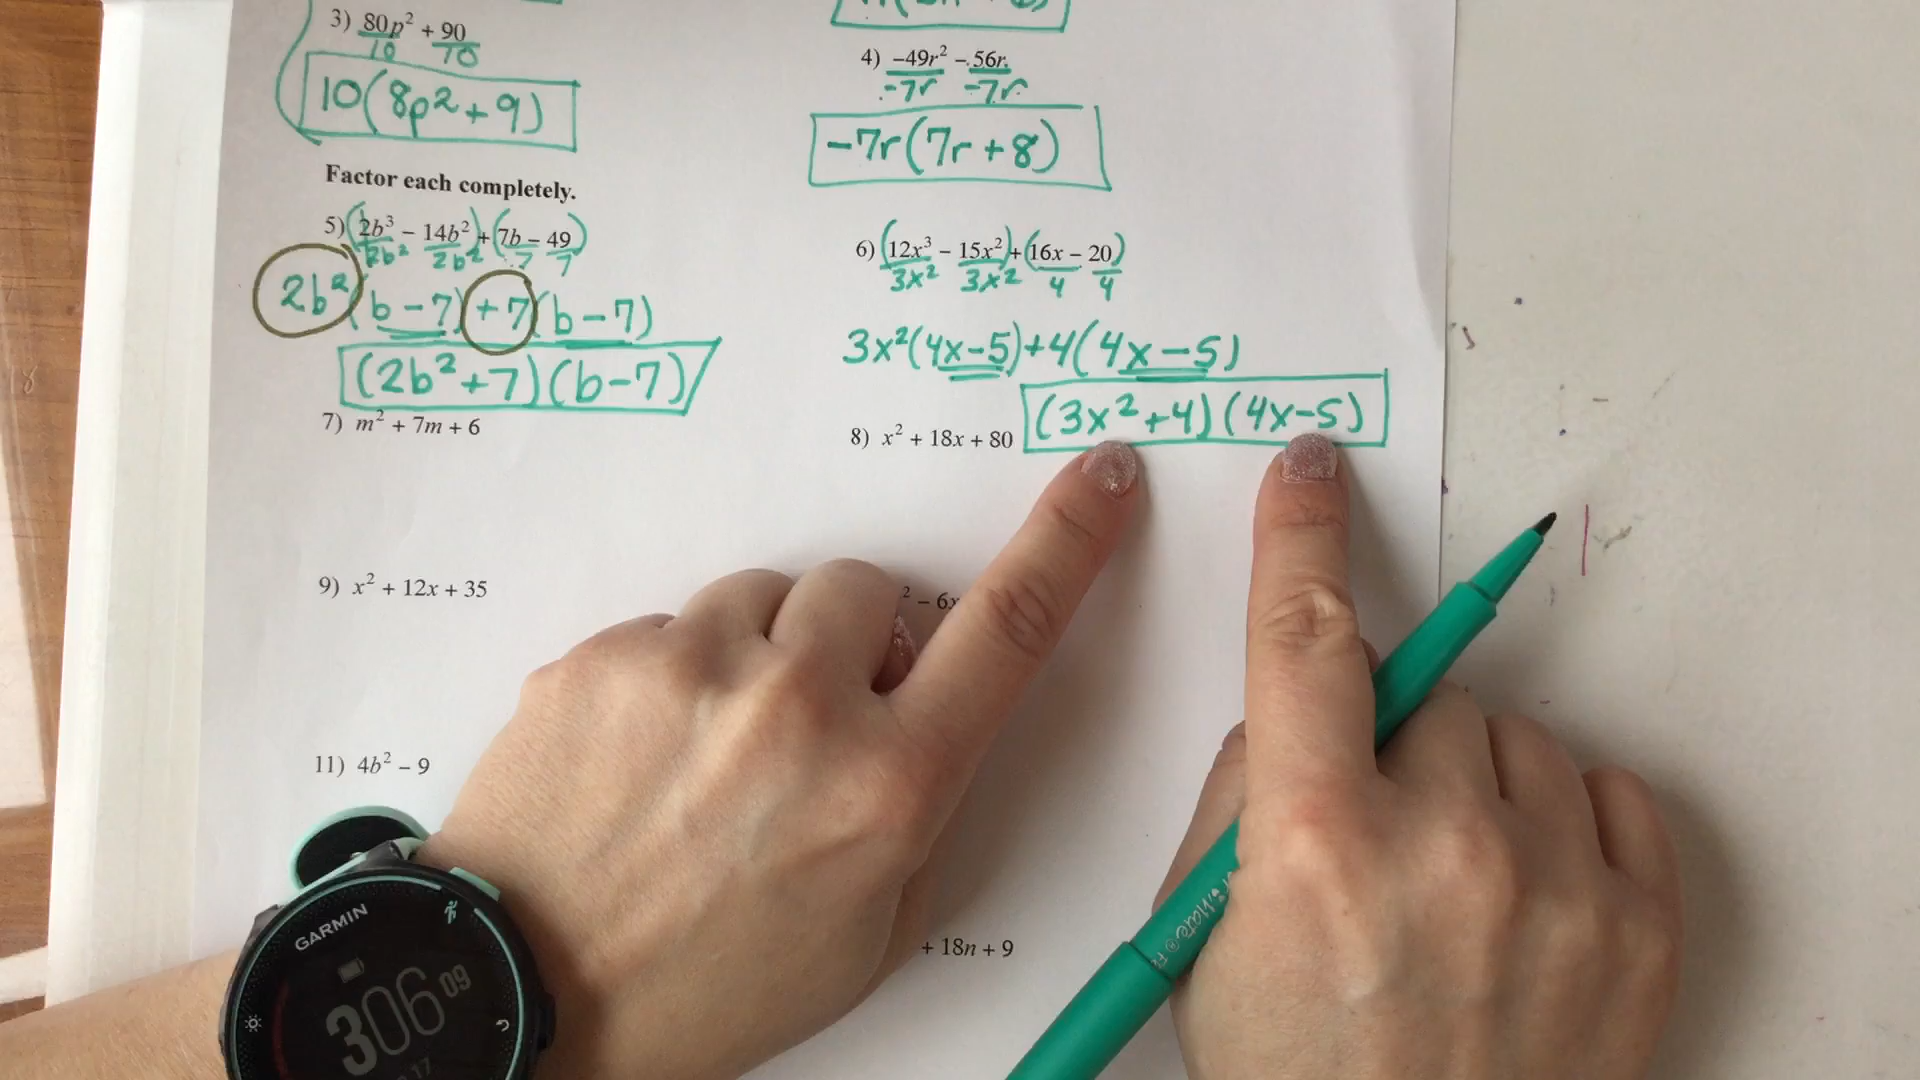 3) 80p² + 90
10 10
10(8p2+9)
4) −49r² − 56r
-7r -7r
-7r(7r+8)
Factor each completely.
5) (2b³ − 14b²) + (7b − 49)
2b² 2b² 7 7
2b²(b-7)+7(b-7)
(2b²+7)(b-7)
6) (12x³ − 15x²) + (16x − 20)
3x² 3x² 4 4
3x²(4x-5)+4(4x-5)
(3x²+4)(4x-5)
7) m² + 7m + 6
8) x² + 18x + 80
9) x² + 12x + 35
² − 6x
11) 4b² − 9
+ 18n + 9
GARMIN
306 09